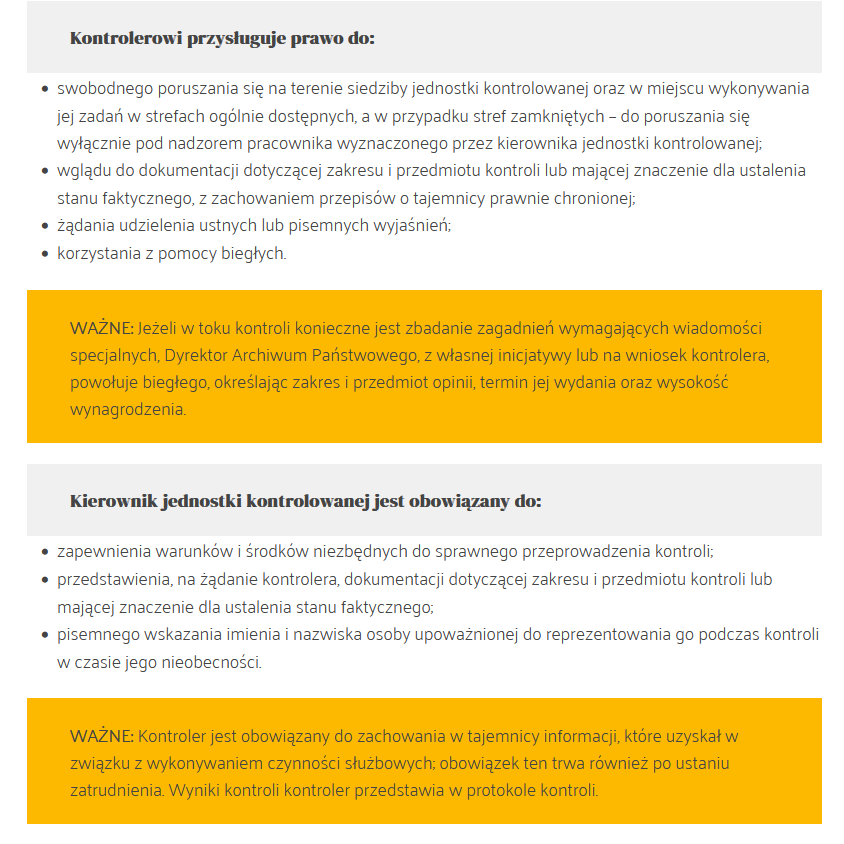 Kontrolerowi przysługuje prawo do:
• swobodnego poruszania się na terenie siedziby jednostki kontrolowanej oraz w miejscu wykonywania
jej zadań w strefach ogólnie dostępnych, a w przypadku stref zamkniętych – do poruszania się
wyłącznie pod nadzorem pracownika wyznaczonego przez kierownika jednostki kontrolowanej;
• wglądu do dokumentacji dotyczącej zakresu i przedmiotu kontroli lub mającej znaczenie dla ustalenia
stanu faktycznego, z zachowaniem przepisów o tajemnicy prawnie chronionej;
• żądania udzielenia ustnych lub pisemnych wyjaśnień;
• korzystania z pomocy biegłych.
WAŻNE: Jeżeli w toku kontroli konieczne jest zbadanie zagadnień wymagających wiadomości
specjalnych, Dyrektor Archiwum Państwowego, z własnej inicjatywy lub na wniosek kontrolera,
powołuje biegłego, określając zakres i przedmiot opinii, termin jej wydania oraz wysokość
wynagrodzenia.
Kierownik jednostki kontrolowanej jest obowiązany do:
• zapewnienia warunków i środków niezbędnych do sprawnego przeprowadzenia kontroli;
• przedstawienia, na żądanie kontrolera, dokumentacji dotyczącej zakresu i przedmiotu kontroli lub
mającej znaczenie dla ustalenia stanu faktycznego;
• pisemnego wskazania imienia i nazwiska osoby upoważnionej do reprezentowania go podczas kontroli
w czasie jego nieobecności.
WAŻNE: Kontroler jest obowiązany do zachowania w tajemnicy informacji, które uzyskał w
związku z wykonywaniem czynności służbowych; obowiązek ten trwa również po ustaniu
zatrudnienia. Wyniki kontroli kontroler przedstawia w protokole kontroli.